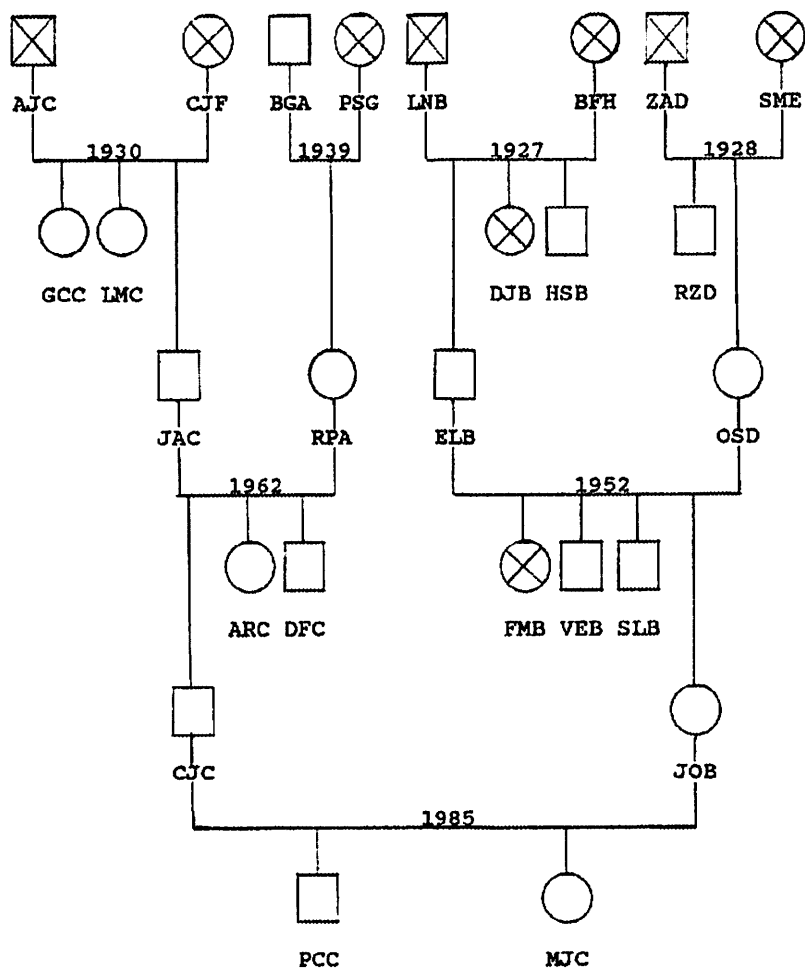 AJC CJF BGA PSG LNB BFH ZAD SME
1930 1939 1927 1928
GCC LMC DJB HSB RZD
JAC RPA ELB OSD
1962 1952
ARC DFC FMB VEB SLB
CJC JOB
1985
PCC MJC